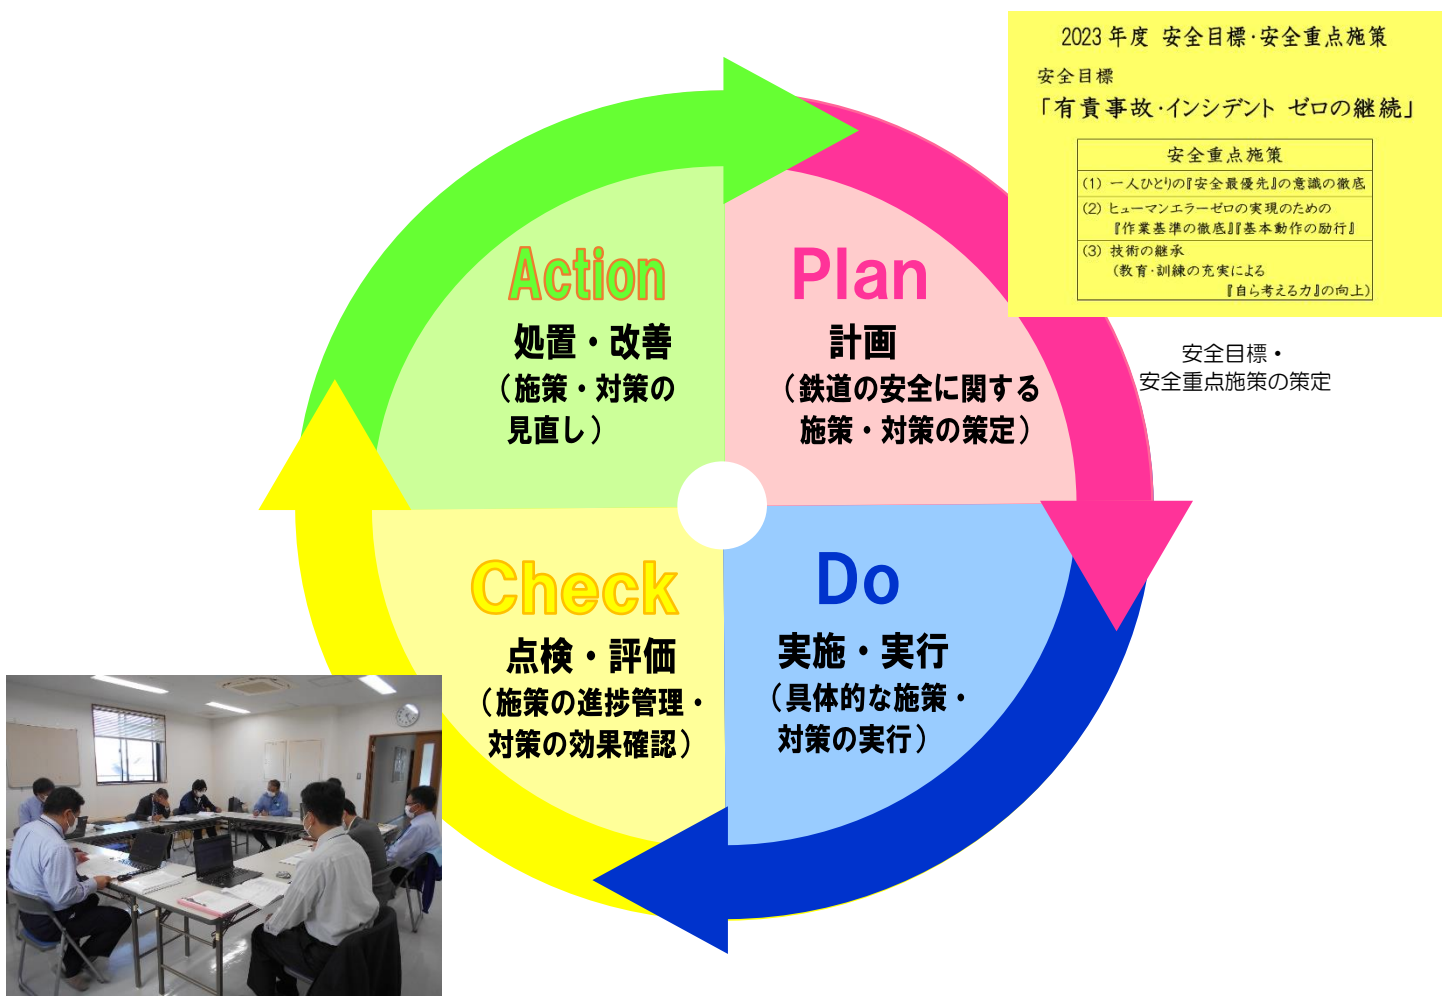 2023年度 安全目標・安全重点施策
安全目標
「有責事故・インシデント ゼロの継続」
安全重点施策
(1) 一人ひとりの『安全最優先』の意識の徹底
(2) ヒューマンエラーゼロの実現のための
『作業基準の徹底』『基本動作の励行』
(3) 技術の継承
(教育・訓練の充実による
『自ら考える力』の向上)
安全目標・
安全重点施策の策定
Action
処置・改善
（施策・対策の
見直し）
Plan
計画
（鉄道の安全に関する
施策・対策の策定）
Check
点検・評価
（施策の進捗管理・
対策の効果確認）
Do
実施・実行
（具体的な施策・
対策の実行）